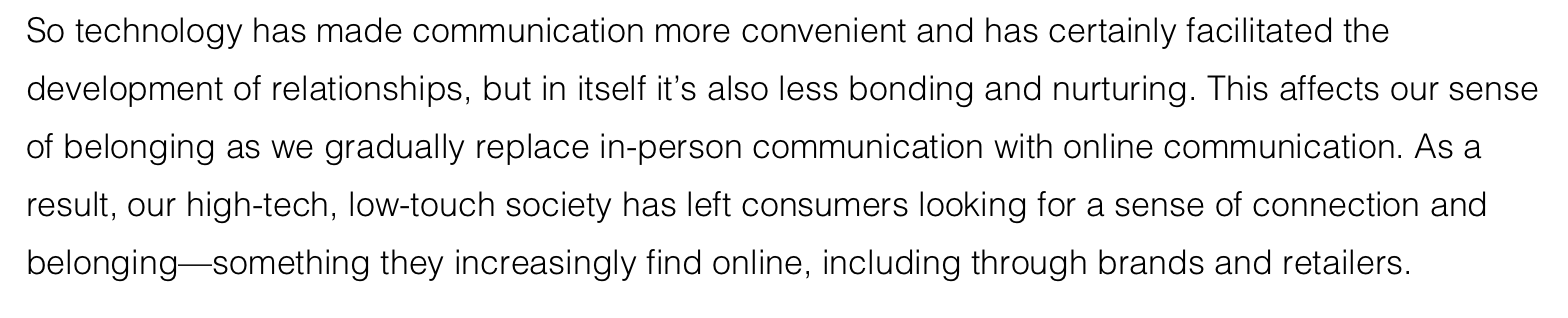 So technology has made communication more convenient and has certainly facilitated the
development of relationships, but in itself it’s also less bonding and nurturing. This affects our sense
of belonging as we gradually replace in-person communication with online communication. As a
result, our high-tech, low-touch society has left consumers looking for a sense of connection and
belonging—something they increasingly find online, including through brands and retailers.